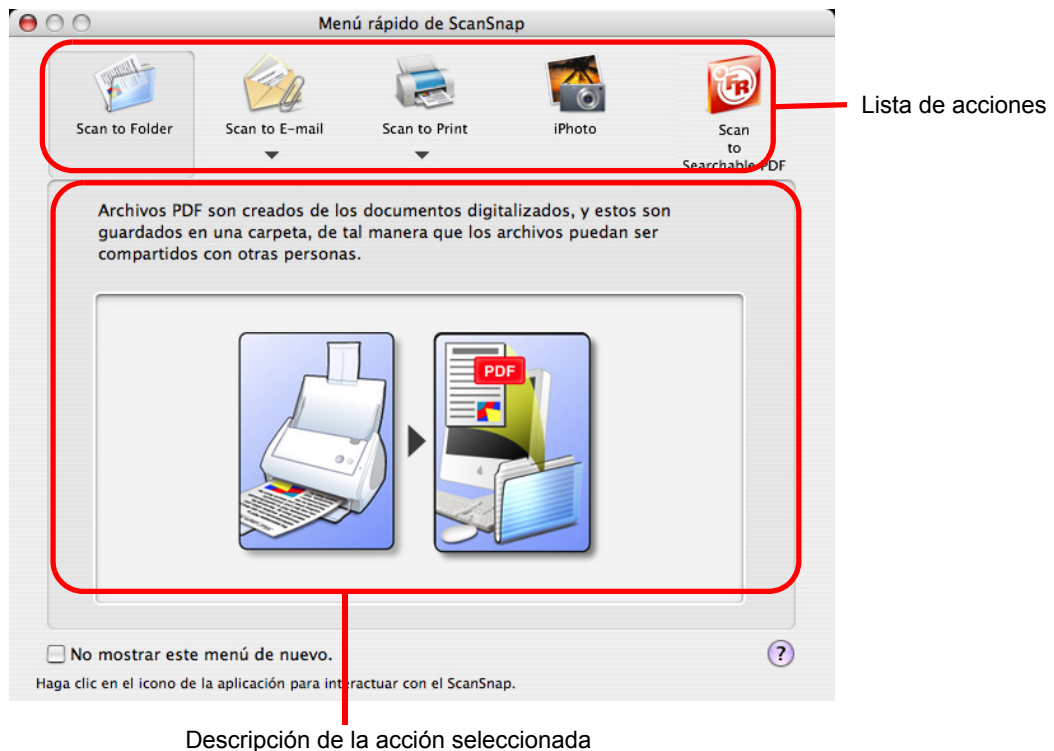 Menú rápido de ScanSnap
Scan to Folder
Scan to E-mail
Scan to Print
iPhoto
Scan
to
Searchable PDF
Lista de acciones
Archivos PDF son creados de los documentos digitalizados, y estos son
guardados en una carpeta, de tal manera que los archivos puedan ser
compartidos con otras personas.
PDF
No mostrar este menú de nuevo.
?
Haga clic en el icono de la aplicación para interactuar con el ScanSnap.
Descripción de la acción seleccionada